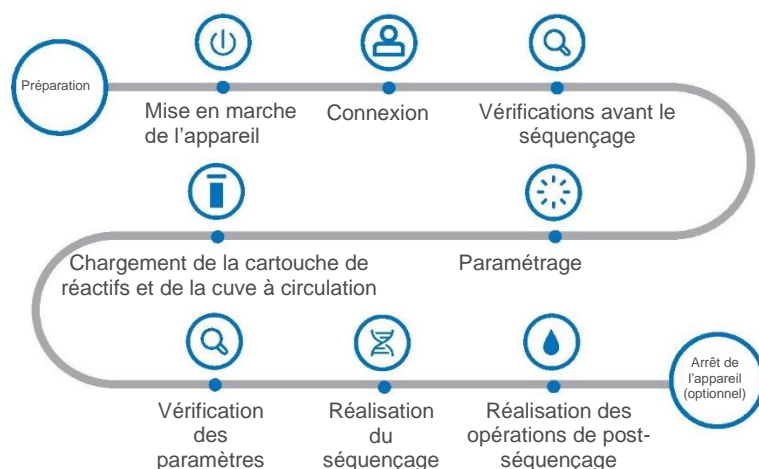 Préparation
Mise en marche
de l'appareil
Connexion
Vérifications avant le
séquençage
Paramétrage
Chargement de la cartouche de
réactifs et de la cuve à circulation
Vérification
des
paramètres
Réalisation
du
séquençage
Réalisation des
opérations de post-
séquençage
Arrêt de
l'appareil
(optionnel)